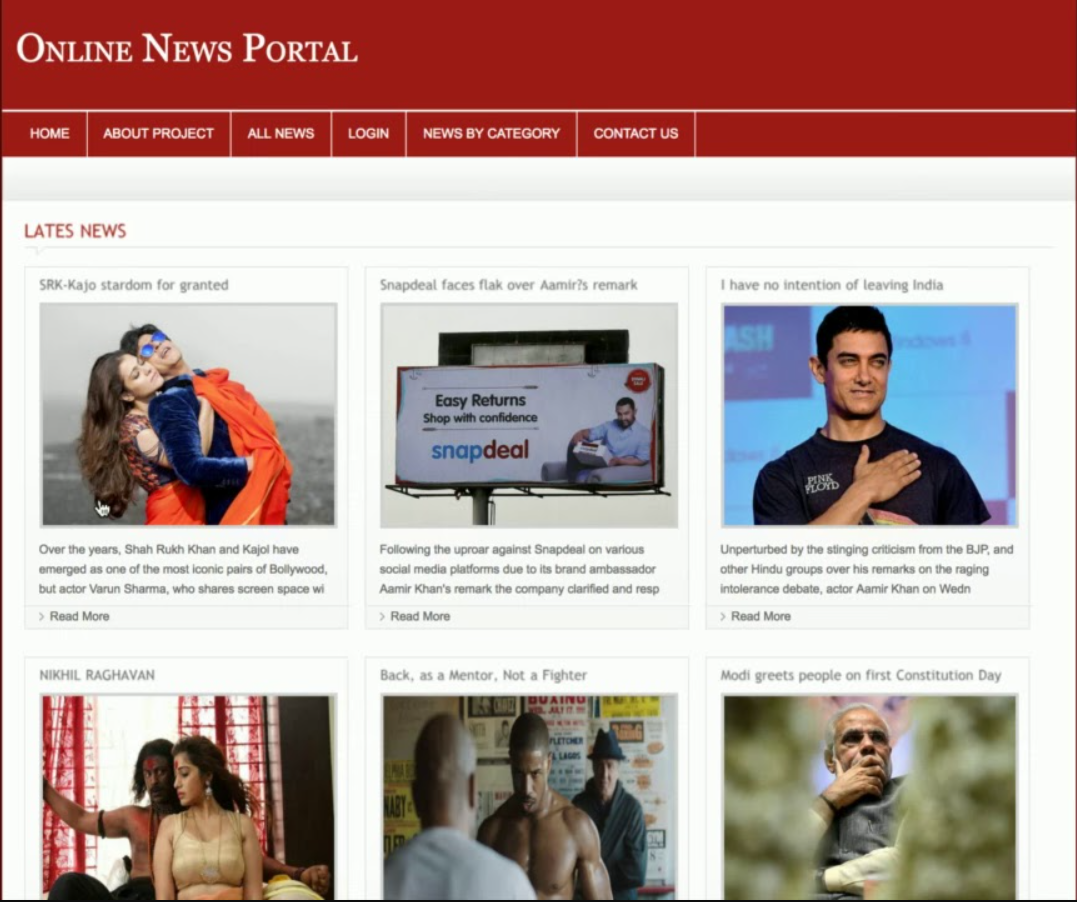 ONLINE NEWS PORTAL
HOME
ABOUT PROJECT
ALL NEWS
LOGIN
NEWS BY CATEGORY
CONTACT US
LATES NEWS
SRK-Kajo stardom for granted
Over the years, Shah Rukh Khan and Kajol have
emerged as one of the most iconic pairs of Bollywood,
but actor Varun Sharma, who shares screen space wi
Read More
Snapdeal faces flak over Aamir?s remark
Easy Returns
Shop with confidence
snapdeal
Following the uproar against Snapdeal on various
social media platforms due to its brand ambassador
Aamir Khan's remark the company clarified and resp
Read More
I have no intention of leaving India
ASH
indows 8
PINK
FLOYD
Unperturbed by the stinging criticism from the BJP, and
other Hindu groups over his remarks on the raging
intolerance debate, actor Aamir Khan on Wedn
Read More
NIKHIL RAGHAVAN
Back, as a Mentor, Not a Fighter
BOXING
FLETCHER
LAGOS
Modi greets people on first Constitution Day